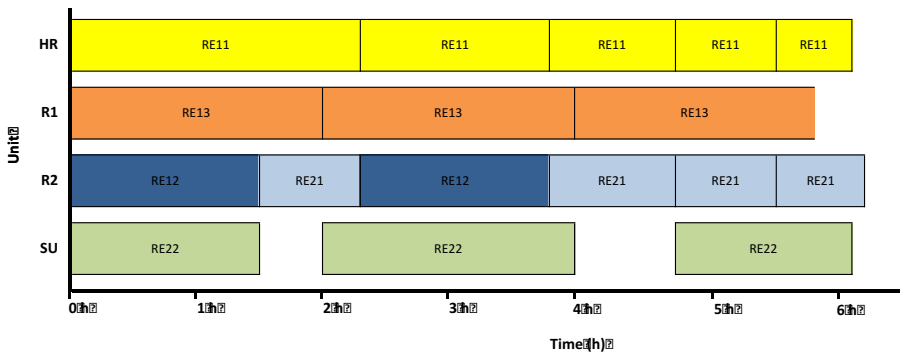 HR RE11 RE11 RE11 RE11 RE11
R1 RE13 RE13 RE13
R2 RE12 RE21 RE12 RE21 RE21 RE21
SU RE22 RE22 RE22
Unit
0 h 1 h 2 h 3 h 4 h 5 h 6 h
Time (h)